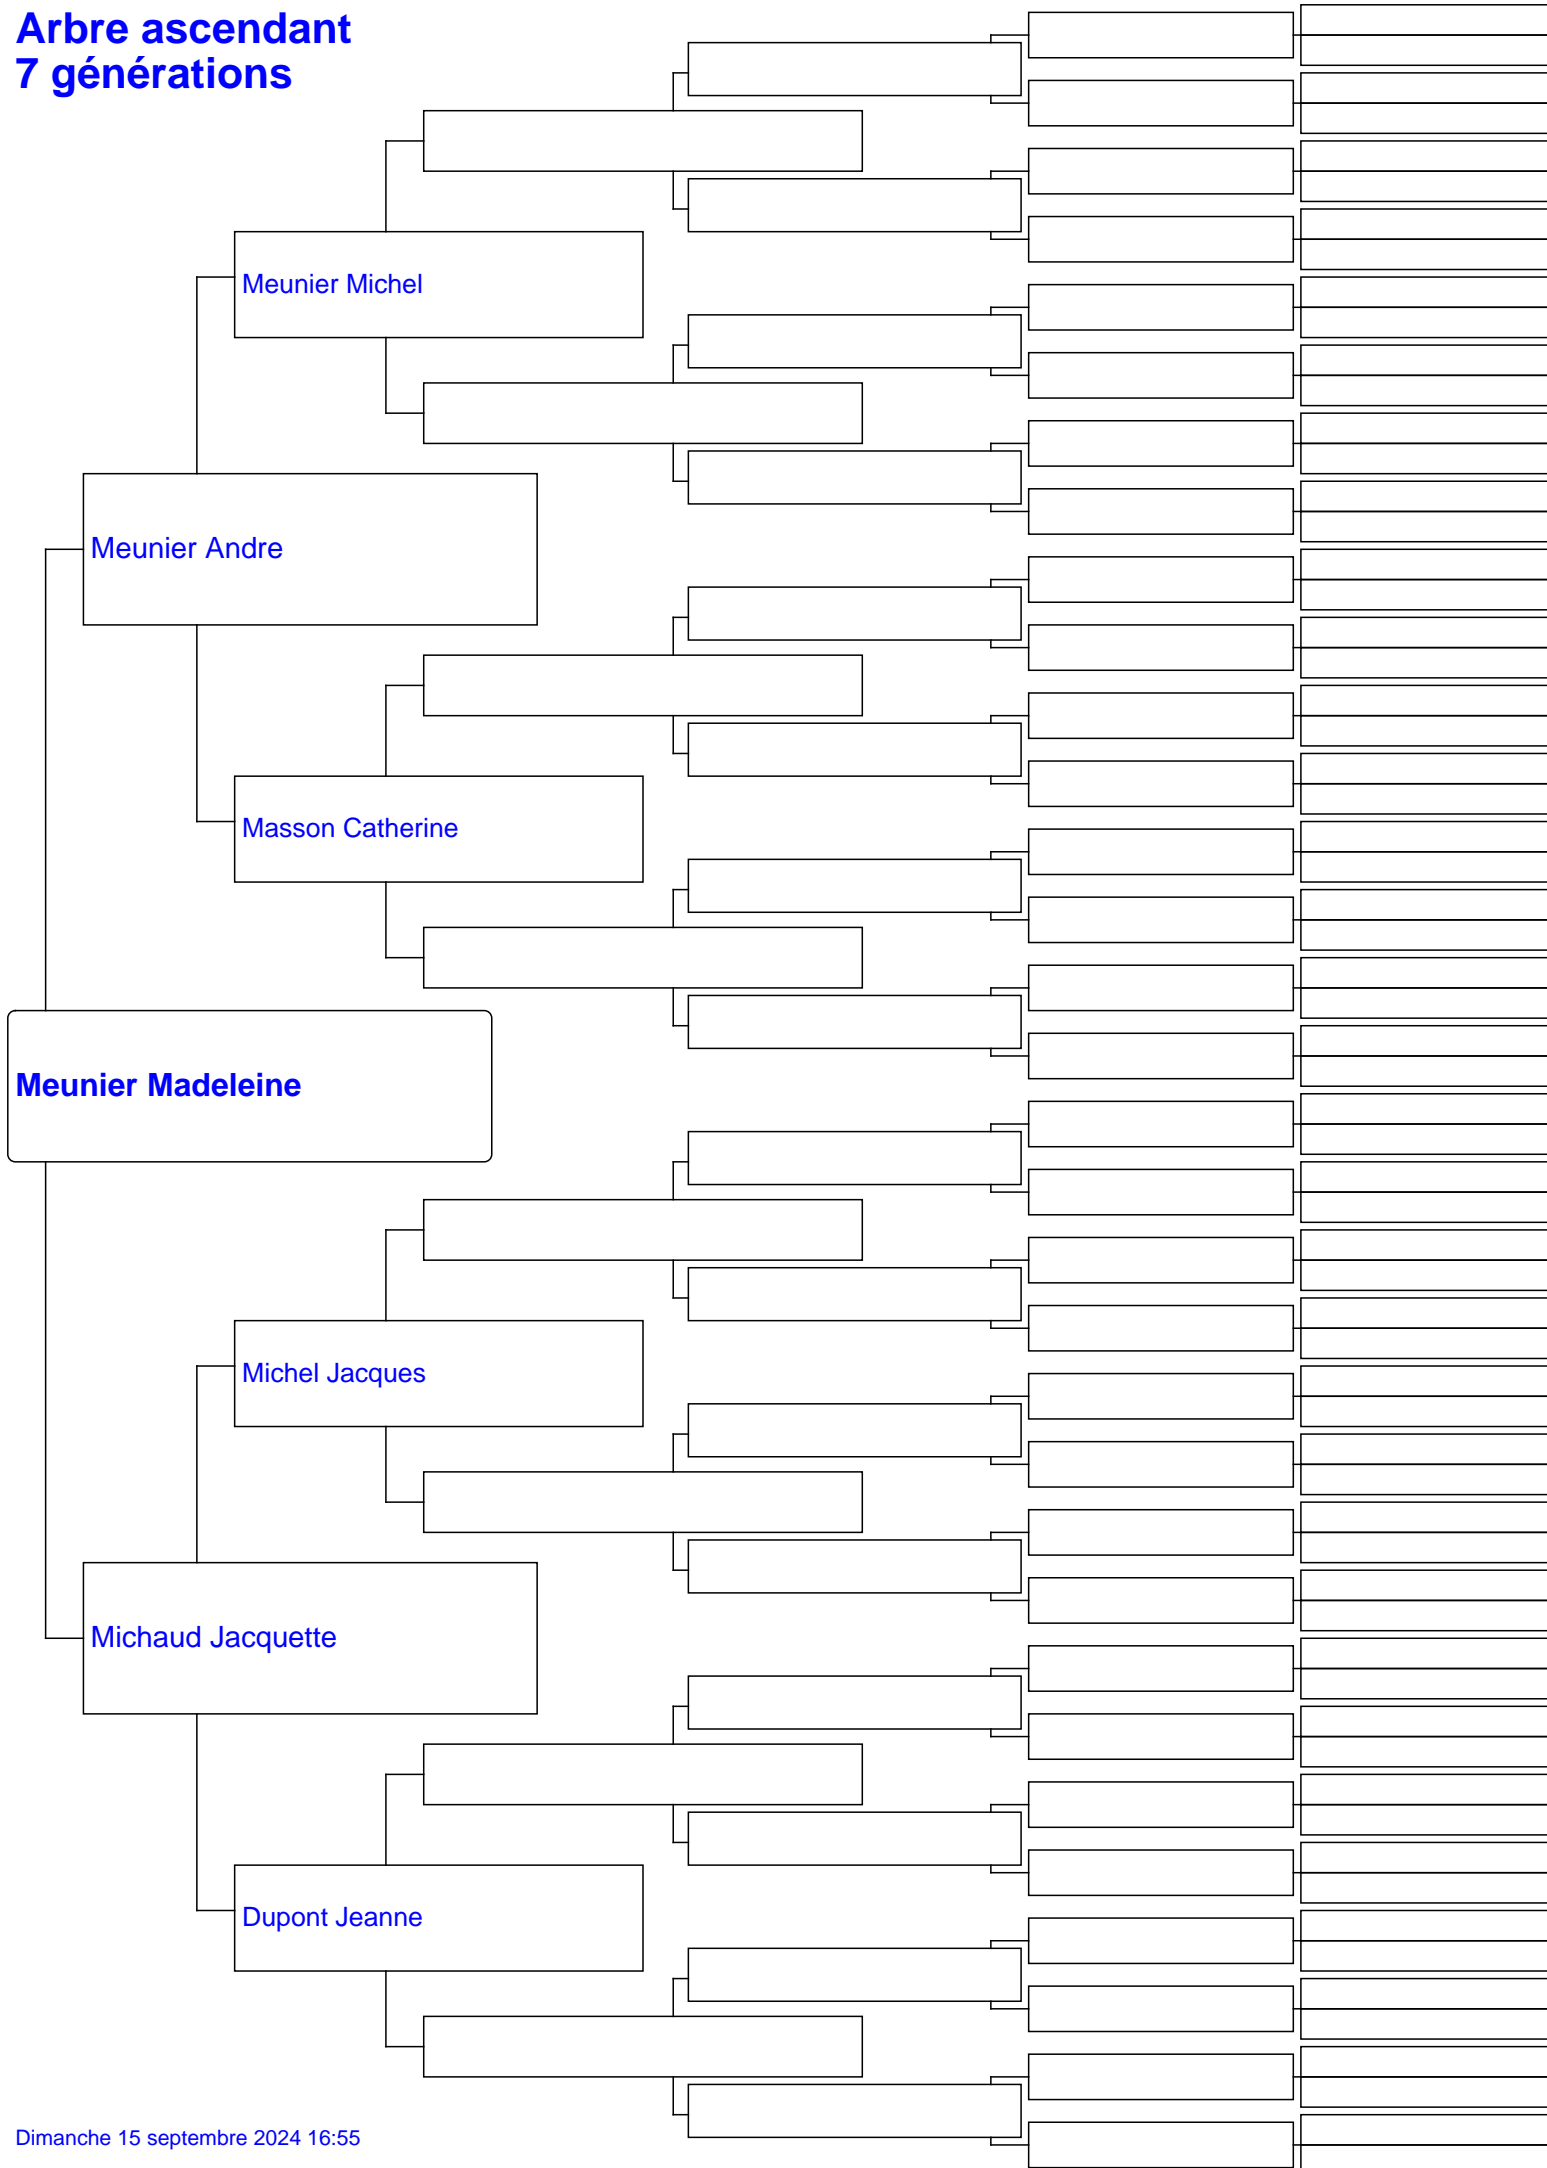 Arbre ascendant
7 générations
Meunier Michel
Meunier Andre
Masson Catherine
Meunier Madeleine
Michel Jacques
Michaud Jacquette
Dupont Jeanne
Dimanche 15 septembre 2024 16:55